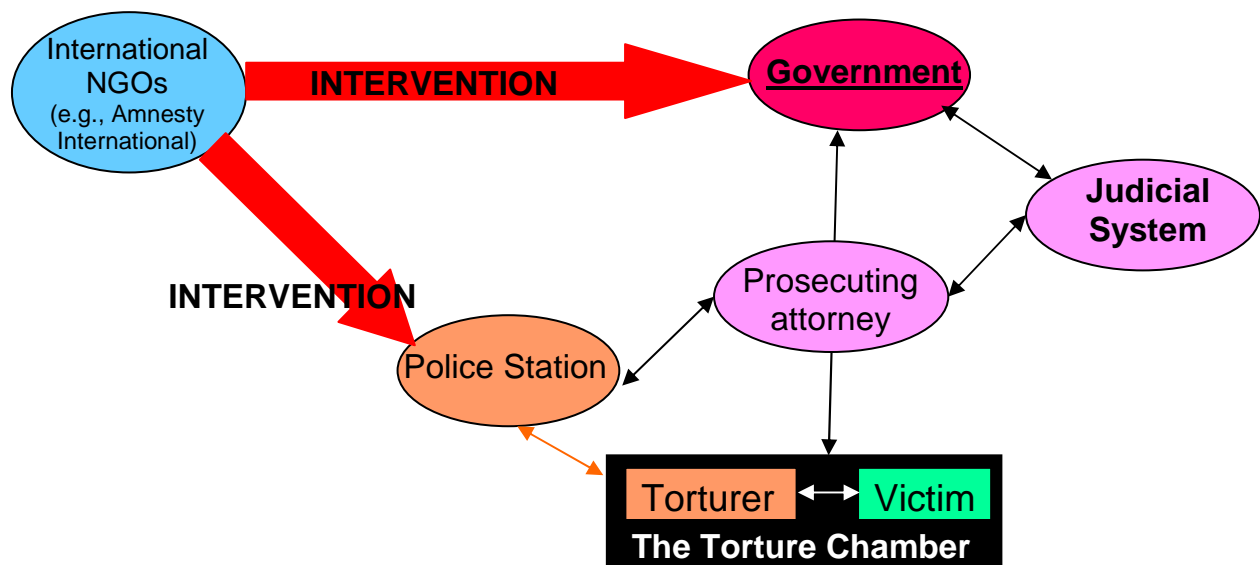 International
NGOs
(e.g., Amnesty
International)
INTERVENTION
Government
Judicial
System
Prosecuting
attorney
INTERVENTION
Police Station
Torturer
Victim
The Torture Chamber